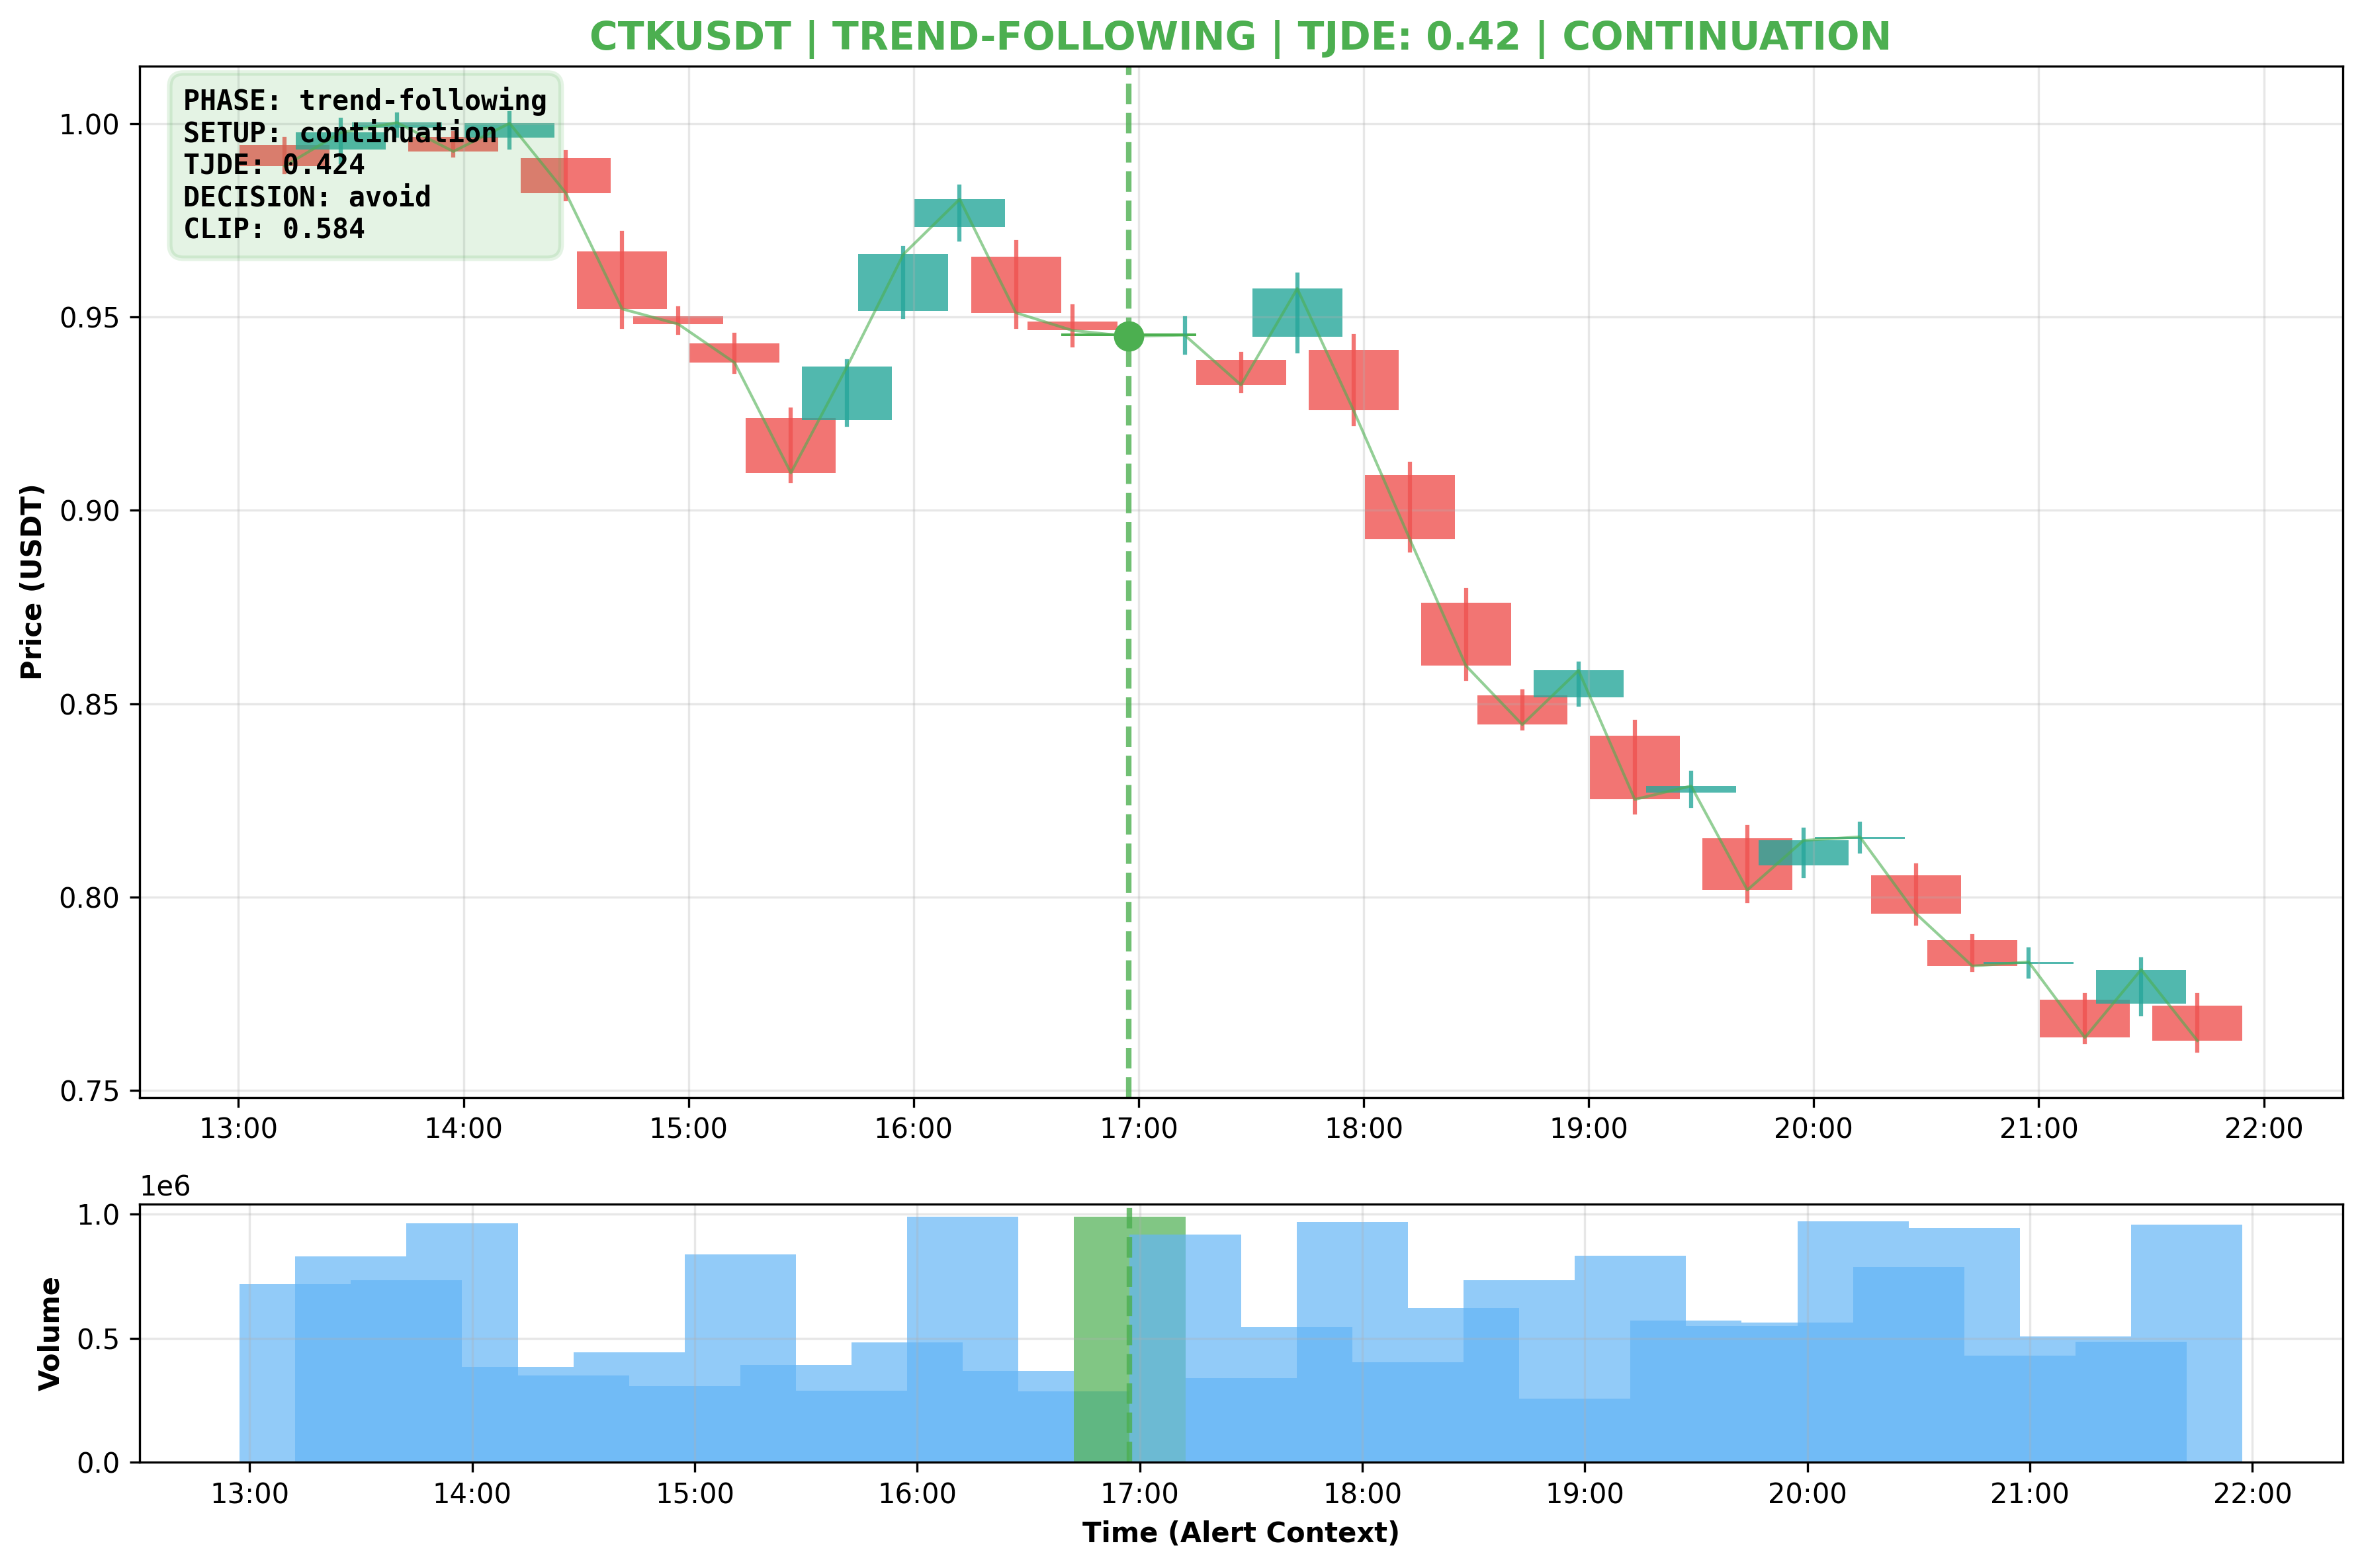 CTKUSDT | TREND-FOLLOWING | TJDE: 0.42 | CONTINUATION
PHASE: trend-following
SETUP: continuation
TJDE: 0.424
DECISION: avoid
CLIP: 0.584
Price (USDT)
1.00
0.95
0.90
0.85
0.80
0.75
13:00 14:00 15:00 16:00 17:00 18:00 19:00 20:00 21:00 22:00
1e6
Volume
1.0
0.5
0.0
13:00 14:00 15:00 16:00 17:00 18:00 19:00 20:00 21:00 22:00
Time (Alert Context)